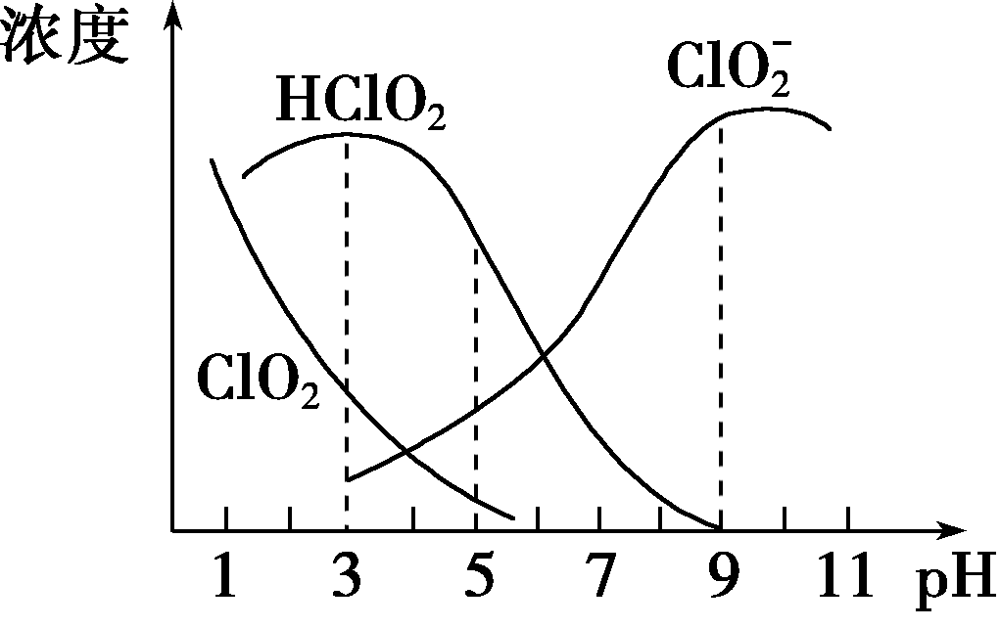 浓度
ClO₂⁻
HClO₂
ClO₂
1 3 5 7 9 11 pH